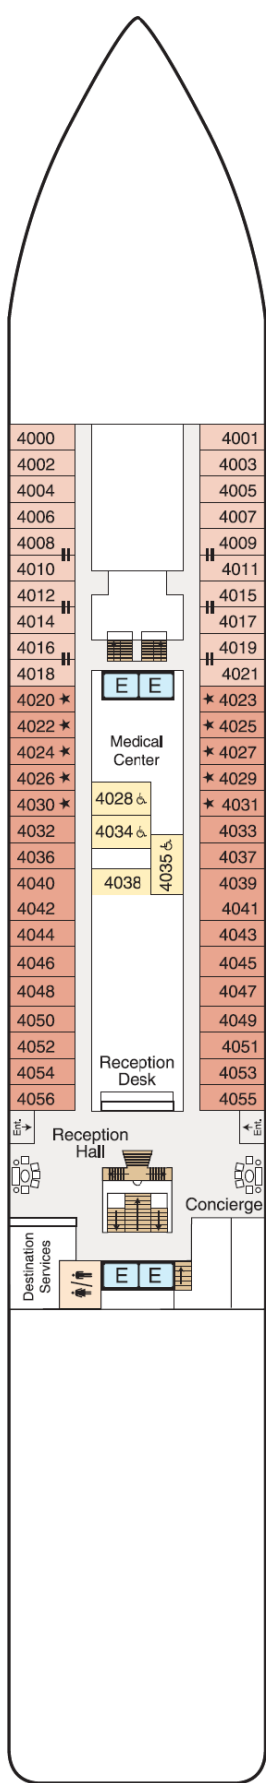 4000 4001
4002 4003
4004 4005
4006 4007
4008 4009
4010 4011
4012 4015
4014 4017
4016 4019
4018 4021
E E
4020 ★ ★ 4023
4022 ★ ★ 4025
4024 ★ ★ 4027
4026 ★ ★ 4029
4030 ★ ★ 4031
Medical
Center
4028
4034
4035
4038
4032 4033
4036 4037
4040 4039
4042 4041
4044 4043
4046 4045
4048 4047
4050 4049
4052 4051
4054 4053
4056 4055
Reception
Desk
Ent. Ent.
Reception
Hall
Concierge
Destination
Services
E E